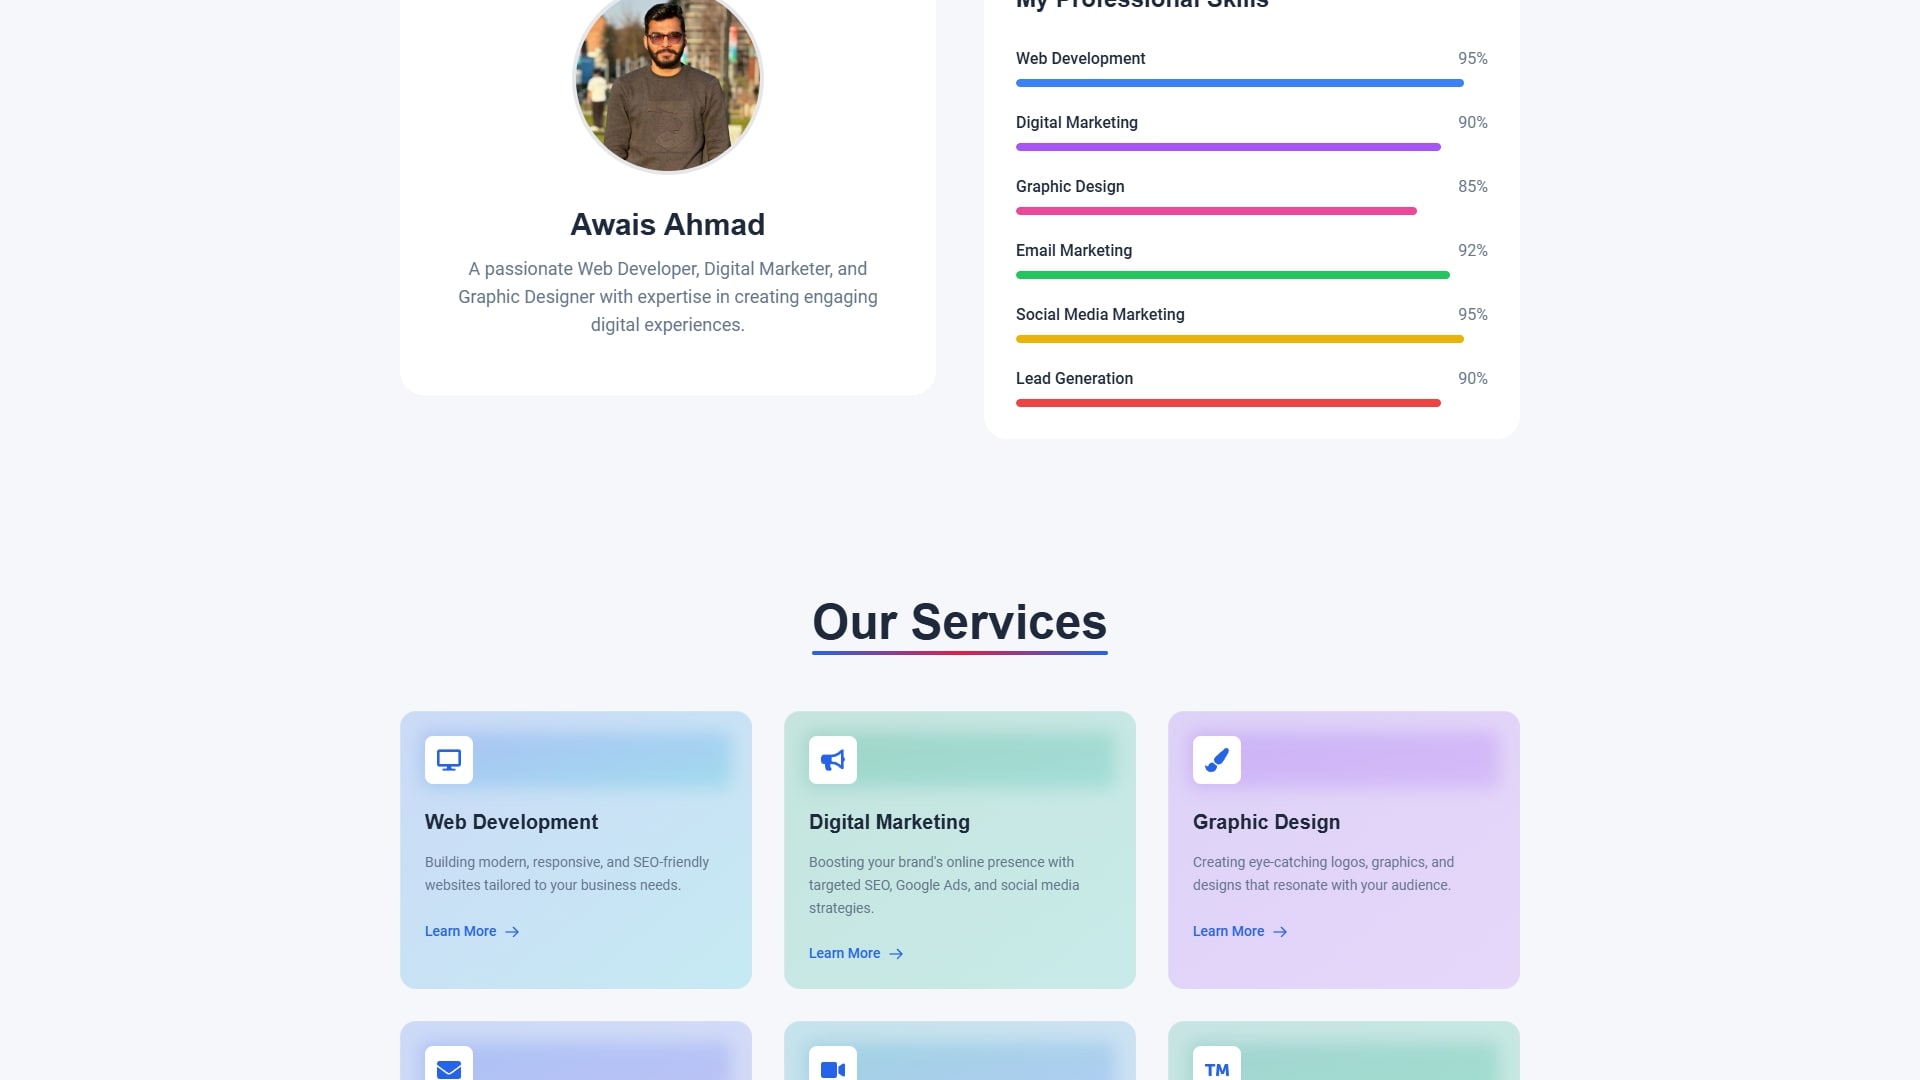 My Professional Skills
Web Development 95%
Digital Marketing 90%
Graphic Design 85%
Email Marketing 92%
Social Media Marketing 95%
Lead Generation 90%
Awais Ahmad
A passionate Web Developer, Digital Marketer, and
Graphic Designer with expertise in creating engaging
digital experiences.
Our Services
Web Development
Building modern, responsive, and SEO-friendly
websites tailored to your business needs.
Learn More
Digital Marketing
Boosting your brand's online presence with
targeted SEO, Google Ads, and social media
strategies.
Learn More
Graphic Design
Creating eye-catching logos, graphics, and
designs that resonate with your audience.
Learn More
TM